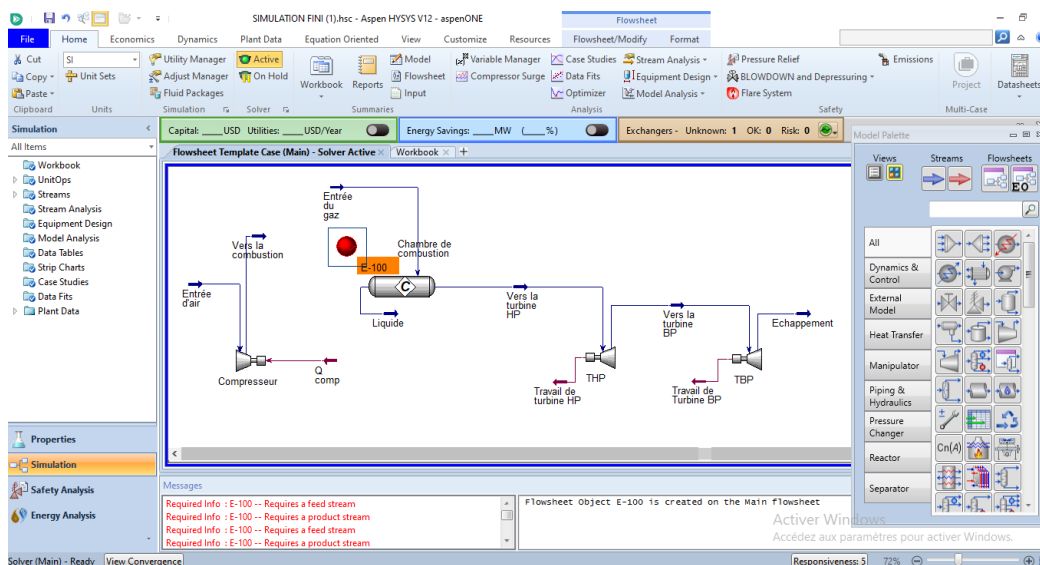 SIMULATION FINI (1).hsc - Aspen HYSYS V12 - aspenONE
Flowsheet
File Home Economics Dynamics Plant Data Equation Oriented View Customize Resources Flowsheet/Modify Format
Cut SI Utility Manager Active Model Variable Manager Case Studies Stream Analysis Pressure Relief Emissions
Copy Unit Sets Adjust Manager On Hold Workbook Reports Flowsheet Compressor Surge Data Fits Equipment Design BLOWDOWN and Depressuring Project Datasheets
Paste Fluid Packages Input Optimizer Model Analysis Flare System
Clipboard Units Simulation Solver Summaries Analysis Safety Multi-Case
Simulation
Capital: ____USD Utilities: ____USD/Year Energy Savings: ____MW (____%) Exchangers - Unknown: 1 OK: 0 Risk: 0
Model Palette
All Items
Flowsheet Template Case (Main) - Solver Active Workbook +
Workbook
UnitOps
Streams
Stream Analysis
Equipment Design
Model Analysis
Data Tables
Strip Charts
Case Studies
Data Fits
Plant Data
Properties
Simulation
Safety Analysis
Energy Analysis
Entrée
du
gaz
Vers la
combustion
Chambre de
combustion
E-100
C
Entrée
d'air
Liquide
Vers la
turbine
HP
Vers la
turbine
BP
Echappement
Compresseur
Q
comp
THP
TBP
Travail de
turbine HP
Travail de
Turbine BP
Views Streams Flowsheets
EO
All
Dynamics &
Control
External
Model
Heat Transfer
Manipulator
Piping &
Hydraulics
Pressure
Changer
Reactor
Cn(A)
Separator
Messages
Required Info : E-100 -- Requires a feed stream
Required Info : E-100 -- Requires a product stream
Required Info : E-100 -- Requires a feed stream
Required Info : E-100 -- Requires a product stream
Flowsheet Object E-100 is created on the Main flowsheet
Activer Windows
Accédez aux paramètres pour activer Windows.
Solver (Main) - Ready View Convergence Responsiveness: 5 72%